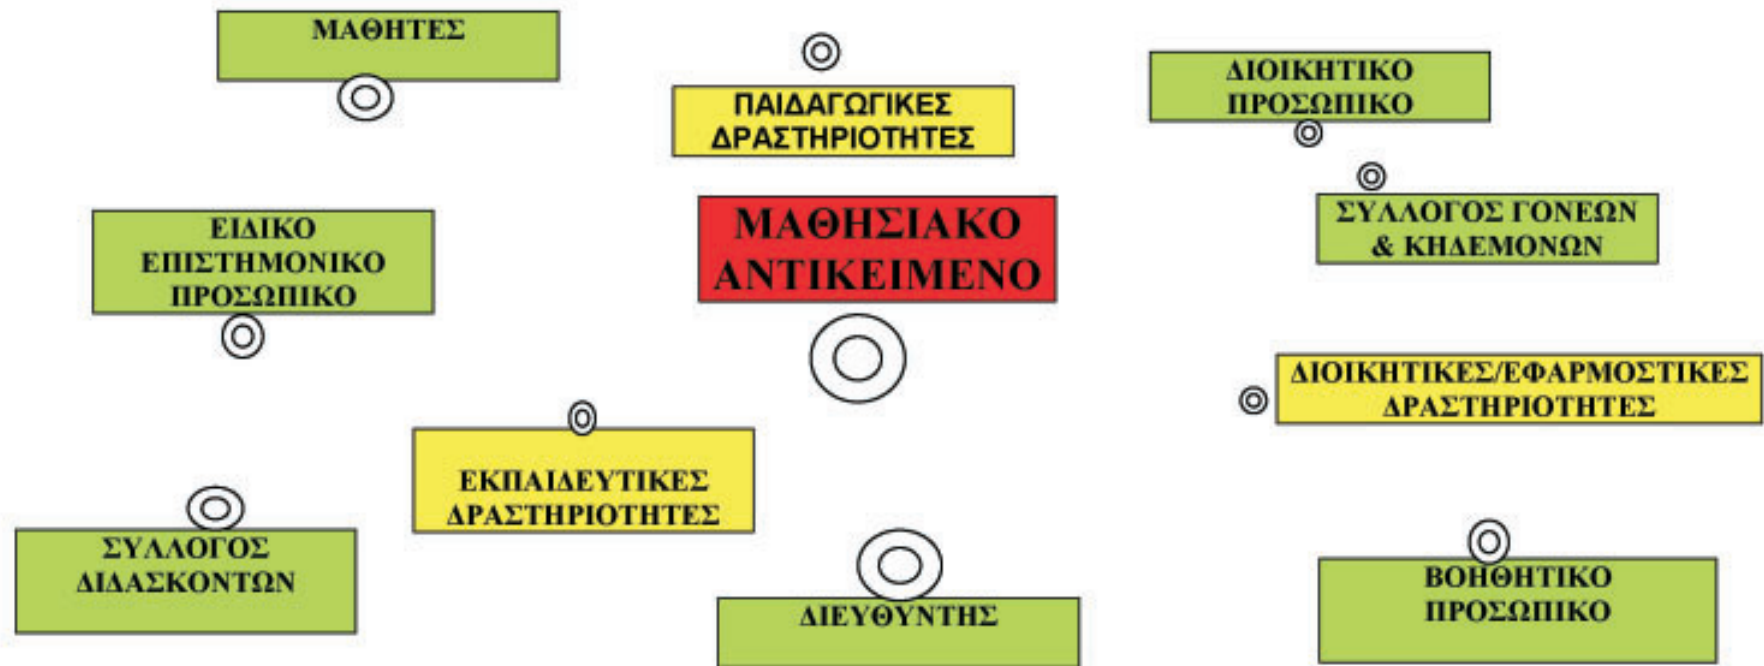 ΜΑΘΗΤΕΣ
ΠΑΙΔΑΓΩΓΙΚΕΣ
ΔΡΑΣΤΗΡΙΟΤΗΤΕΣ
ΔΙΟΙΚΗΤΙΚΟ
ΠΡΟΣΩΠΙΚΟ
ΕΙΔΙΚΟ
ΕΠΙΣΤΗΜΟΝΙΚΟ
ΠΡΟΣΩΠΙΚΟ
ΜΑΘΗΣΙΑΚΟ
ΑΝΤΙΚΕΙΜΕΝΟ
ΣΥΛΛΟΓΟΣ ΓΟΝΕΩΝ
& ΚΗΔΕΜΟΝΩΝ
ΔΙΟΙΚΗΤΙΚΕΣ/ΕΦΑΡΜΟΣΤΙΚΕΣ
ΔΡΑΣΤΗΡΙΟΤΗΤΕΣ
ΕΚΠΑΙΔΕΥΤΙΚΕΣ
ΔΡΑΣΤΗΡΙΟΤΗΤΕΣ
ΣΥΛΛΟΓΟΣ
ΔΙΔΑΣΚΟΝΤΩΝ
ΔΙΕΥΘΥΝΤΗΣ
ΒΟΗΘΗΤΙΚΟ
ΠΡΟΣΩΠΙΚΟ